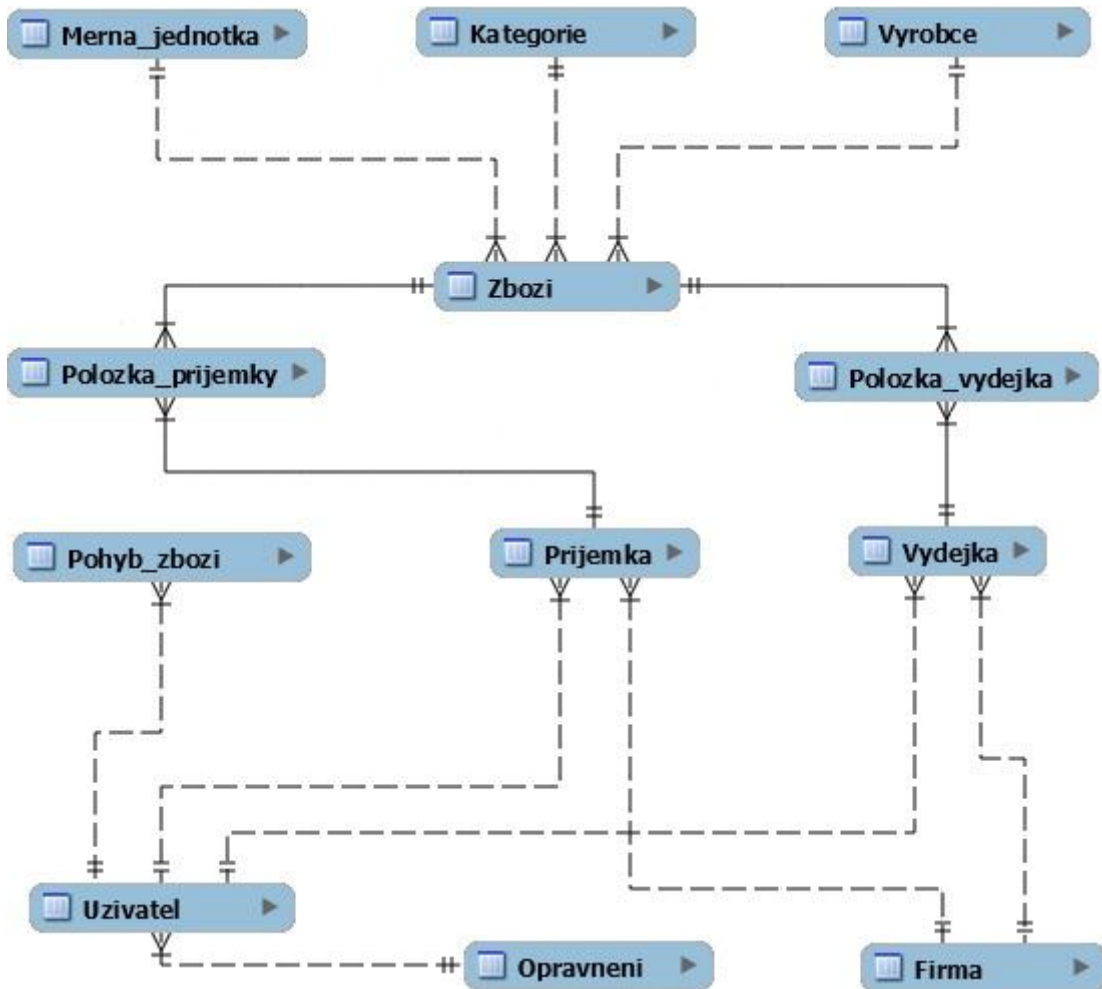 Merna_jednotka
Kategorie
Vyrobce
Zbozi
Polozka_prijemky
Polozka_vydejka
Pohyb_zbozi
Prijemka
Vydejka
Uzivatel
Opravneni
Firma